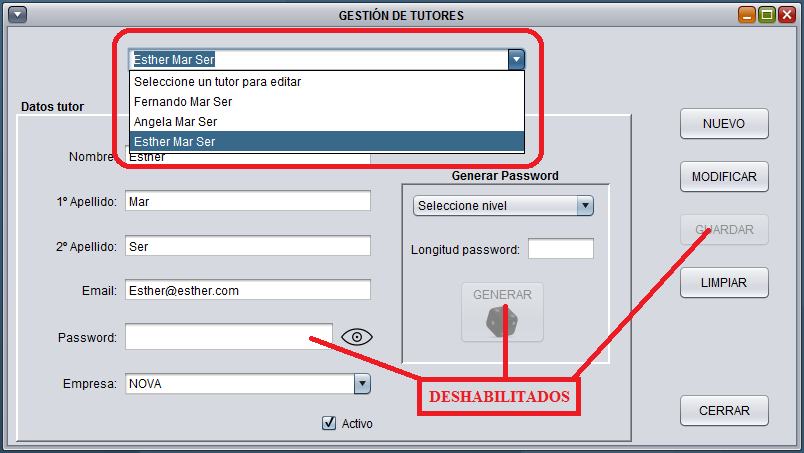 GESTIÓN DE TUTORES
Esther Mar Ser
Seleccione un tutor para editar
Fernando Mar Ser
Angela Mar Ser
Esther Mar Ser
Datos tutor
Nombre: Esther
1º Apellido: Mar
2º Apellido: Ser
Email: Esther@esther.com
Password:
Empresa: NOVA
Activo
Generar Password
Seleccione nivel
Longitud password:
GENERAR
DESHABILITADOS
NUEVO
MODIFICAR
GUARDAR
LIMPIAR
CERRAR